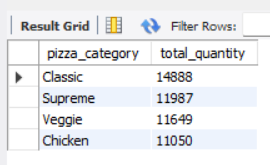 Result Grid Filter Rows:
pizza_category total_quantity
Classic 14888
Supreme 11987
Veggie 11649
Chicken 11050